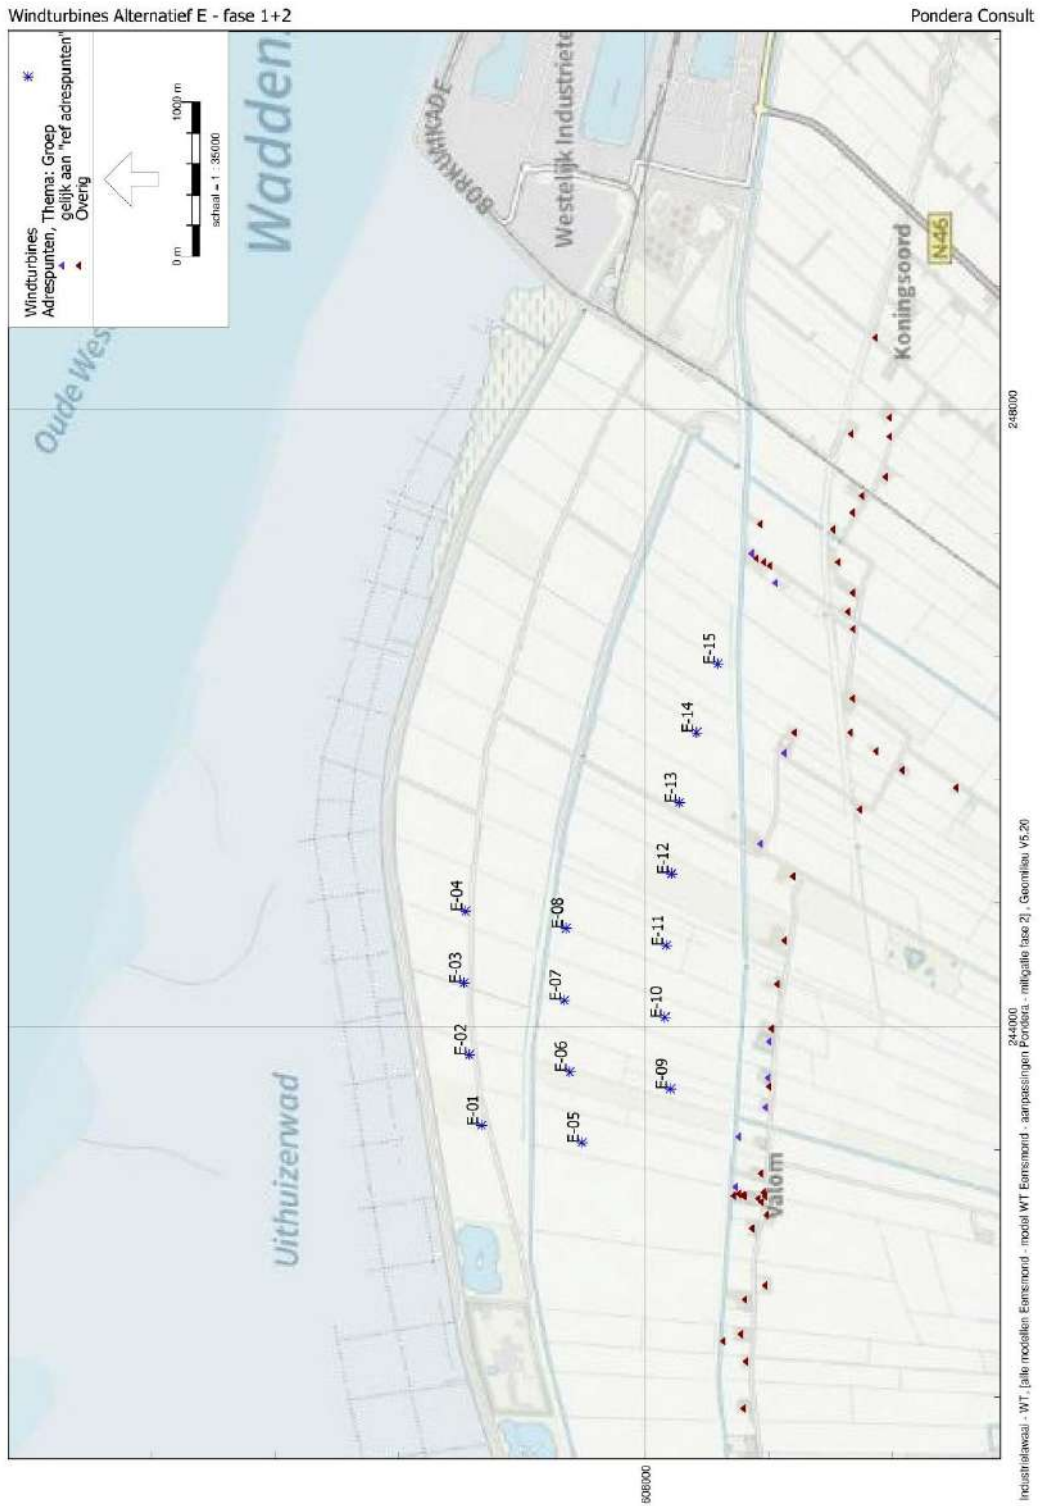 Windturbines Alternatief E - fase 1+2
Pondera Consult
Windturbines
Adrespunten, Thema: Groep
gelijk aan "ref adrespunten"
Overig
0 m
1000 m
schaal = 1 : 35000
Oude Wes
Wadden
BORKUMKADE
Westelijk Industriete
Koningsoord
N46
Uithuizerwad
Valom
E-01
E-02
E-03
E-04
E-05
E-06
E-07
E-08
E-09
E-10
E-11
E-12
E-13
E-14
E-15
244000
248000
608000
Industrielawaai - WT, [alle modellen Eemsmond - model WT Eemsmond - aanpassingen Pondera - mitigatie fase 2] , Geomilieu V5.20